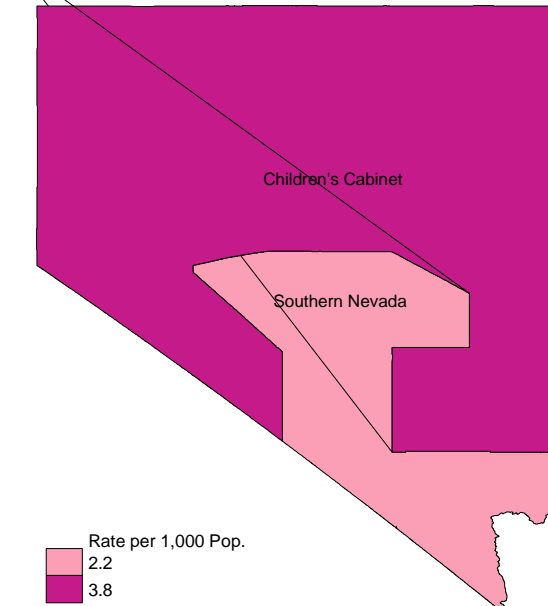 Children's Cabinet
Southern Nevada
Rate per 1,000 Pop.
2.2
3.8